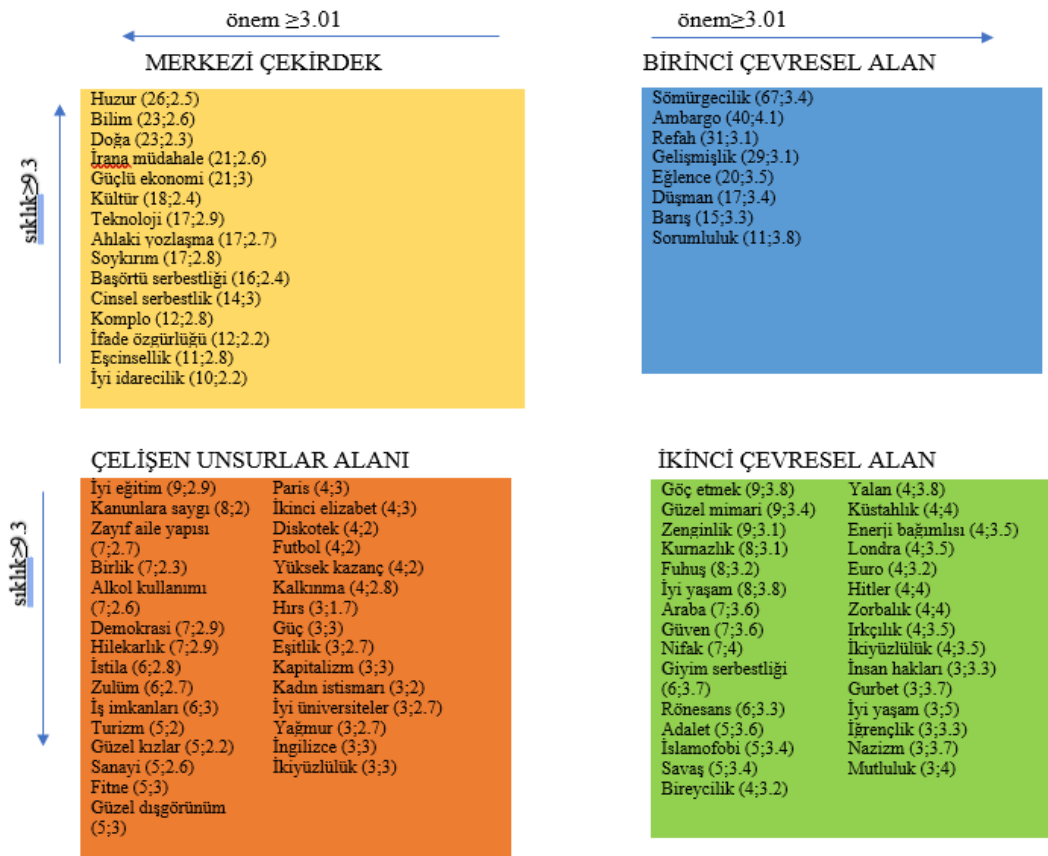 önem ≥3.01
önem≥3.01
MERKEZİ ÇEKİRDEK
BİRİNCİ ÇEVRESEL ALAN
sıklık≥9.3
Huzur (26;2.5)
Bilim (23;2.6)
Doğa (23;2.3)
İrana müdahale (21;2.6)
Güçlü ekonomi (21;3)
Kültür (18;2.4)
Teknoloji (17;2.9)
Ahlaki yozlaşma (17;2.7)
Soykırım (17;2.8)
Başörtü serbestliği (16;2.4)
Cinsel serbestlik (14;3)
Komplo (12;2.8)
İfade özgürlüğü (12;2.2)
Eşcinsellik (11;2.8)
İyi idarecilik (10;2.2)
Sömürgecilik (67;3.4)
Ambargo (40;4.1)
Refah (31;3.1)
Gelişmişlik (29;3.1)
Eğlence (20;3.5)
Düşman (17;3.4)
Barış (15;3.3)
Sorumluluk (11;3.8)
ÇELİŞEN UNSURLAR ALANI
İKİNCİ ÇEVRESEL ALAN
sıklık≥9.3
İyi eğitim (9;2.9)
Kanunlara saygı (8;2)
Zayıf aile yapısı
(7;2.7)
Birlik (7;2.3)
Alkol kullanımı
(7;2.6)
Demokrasi (7;2.9)
Hilekarlık (7;2.9)
İstila (6;2.8)
Zulüm (6;2.7)
İş imkanları (6;3)
Turizm (5;2)
Güzel kızlar (5;2.2)
Sanayi (5;2.6)
Fitne (5;3)
Güzel dışgörünüm
(5;3)
Paris (4;3)
İkinci elizabet (4;3)
Diskotek (4;2)
Futbol (4;2)
Yüksek kazanç (4;2)
Kalkınma (4;2.8)
Hırs (3;1.7)
Güç (3;3)
Eşitlik (3;2.7)
Kapitalizm (3;3)
Kadın istismarı (3;2)
İyi üniversiteler (3;2.7)
Yağmur (3;2.7)
İngilizce (3;3)
İkiyüzlülük (3;3)
Göç etmek (9;3.8)
Güzel mimari (9;3.4)
Zenginlik (9;3.1)
Kurnazlık (8;3.1)
Fuhuş (8;3.2)
İyi yaşam (8;3.8)
Araba (7;3.6)
Güven (7;3.6)
Nifak (7;4)
Giyim serbestliği
(6;3.7)
Rönesans (6;3.3)
Adalet (5;3.6)
İslamofobi (5;3.4)
Savaş (5;3.4)
Bireycilik (4;3.2)
Yalan (4;3.8)
Küstahlık (4;4)
Enerji bağımlısı (4;3.5)
Londra (4;3.5)
Euro (4;3.2)
Hitler (4;4)
Zorbalık (4;4)
Irkçılık (4;3.5)
İkiyüzlülük (4;3.5)
İnsan hakları (3;3.3)
Gurbet (3;3.7)
İyi yaşam (3;5)
İğrençlik (3;3.3)
Nazizm (3;3.7)
Mutluluk (3;4)